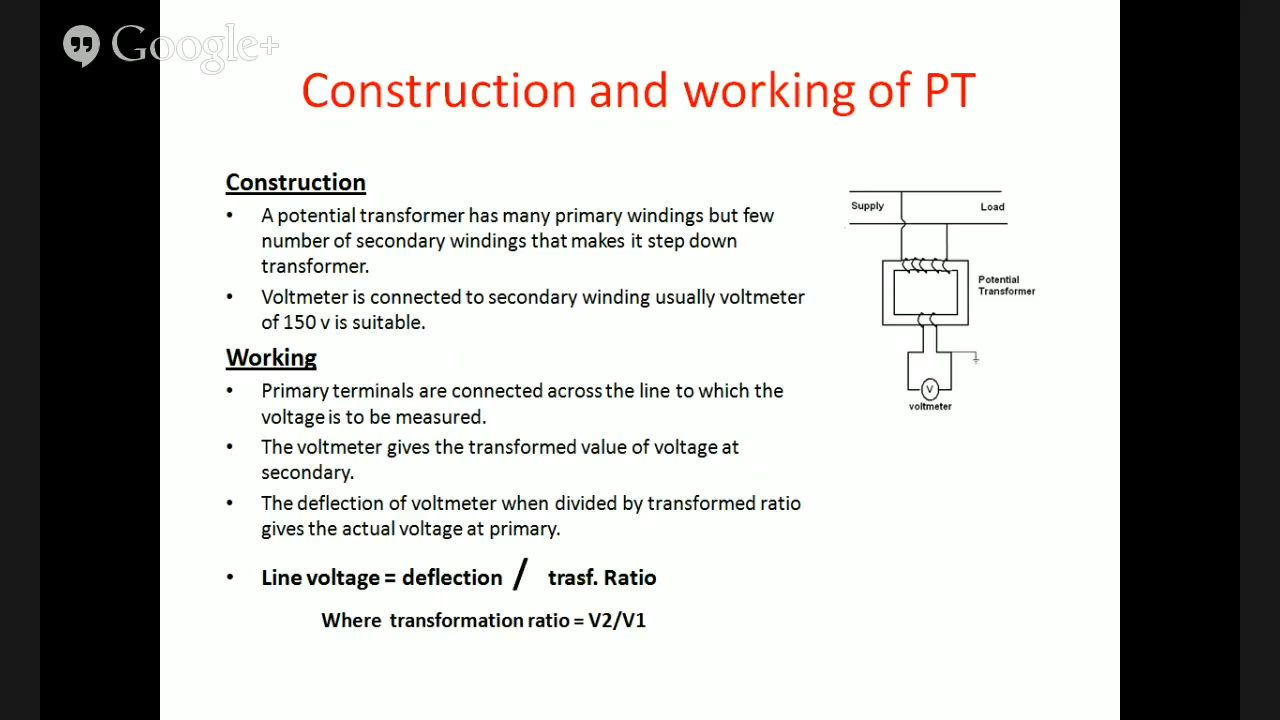 Google+
Construction and working of PT
Construction
• A potential transformer has many primary windings but few
number of secondary windings that makes it step down
transformer.
• Voltmeter is connected to secondary winding usually voltmeter
of 150 v is suitable.
Working
• Primary terminals are connected across the line to which the
voltage is to be measured.
• The voltmeter gives the transformed value of voltage at
secondary.
• The deflection of voltmeter when divided by transformed ratio
gives the actual voltage at primary.
• Line voltage = deflection / trasf. Ratio
Where transformation ratio = V2/V1
Supply
Load
Potential
Transformer
V
voltmeter